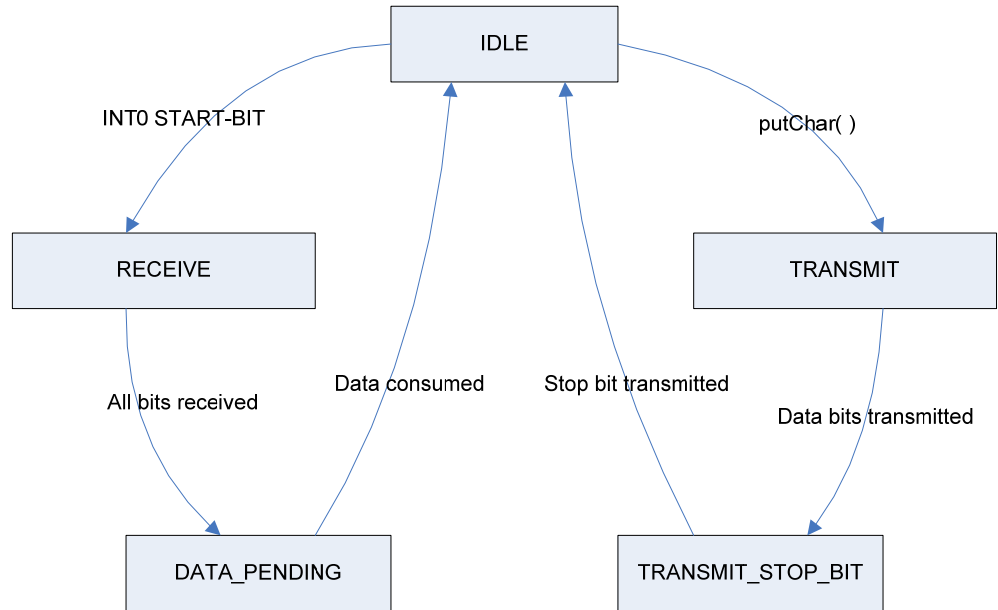 IDLE
INT0 START-BIT
putChar( )
RECEIVE
TRANSMIT
All bits received
Data consumed
Stop bit transmitted
Data bits transmitted
DATA_PENDING
TRANSMIT_STOP_BIT